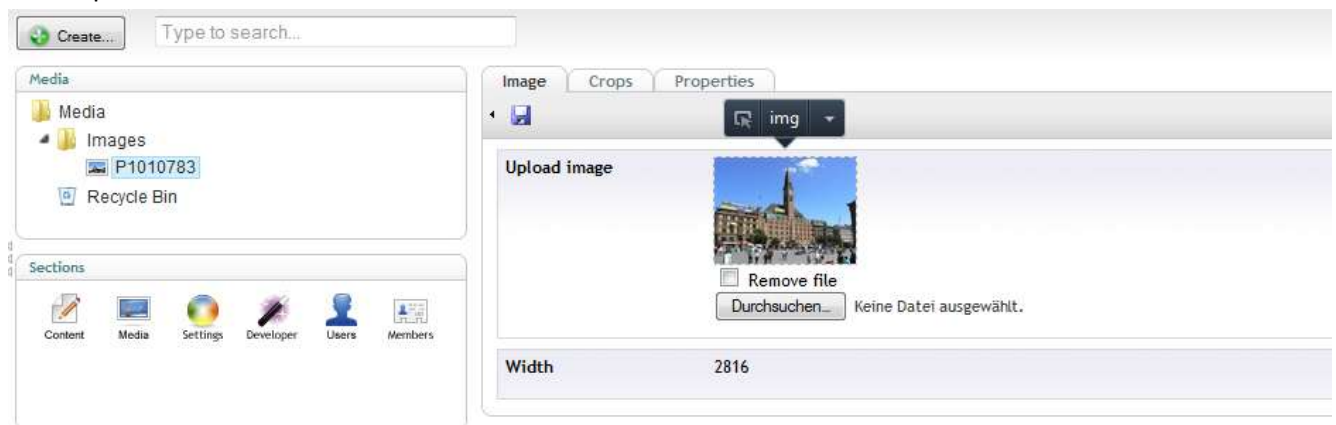 Create...
Type to search...
Media
Media
Images
P1010783
Recycle Bin
Sections
Content
Media
Settings
Developer
Users
Members
Image
Crops
Properties
img
Upload image
Remove file
Durchsuchen...
Keine Datei ausgewählt.
Width
2816